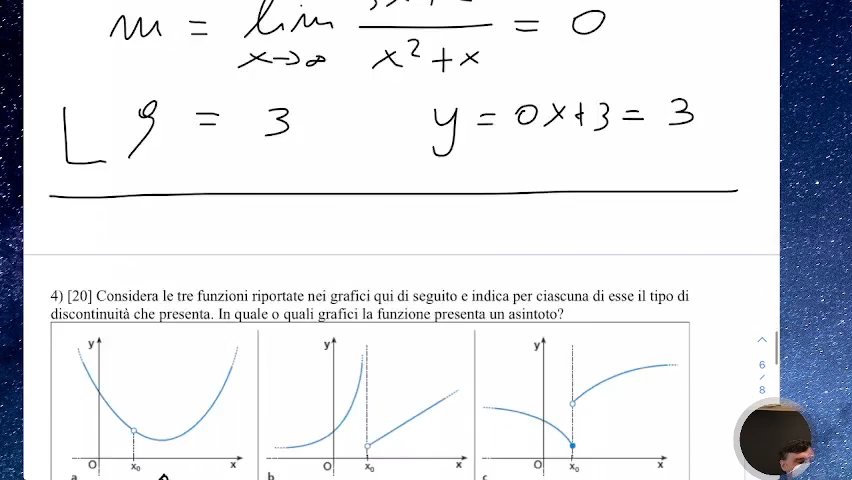 m = lim = 0
x→∞ x² + x
q = 3 y = 0x+3 = 3
4) [20] Considera le tre funzioni riportate nei grafici qui di seguito e indica per ciascuna di esse il tipo di
discontinuità che presenta. In quale o quali grafici la funzione presenta un asintoto?
y y y
O x₀ x O x₀ x O x₀ x
a b c
6
/
8